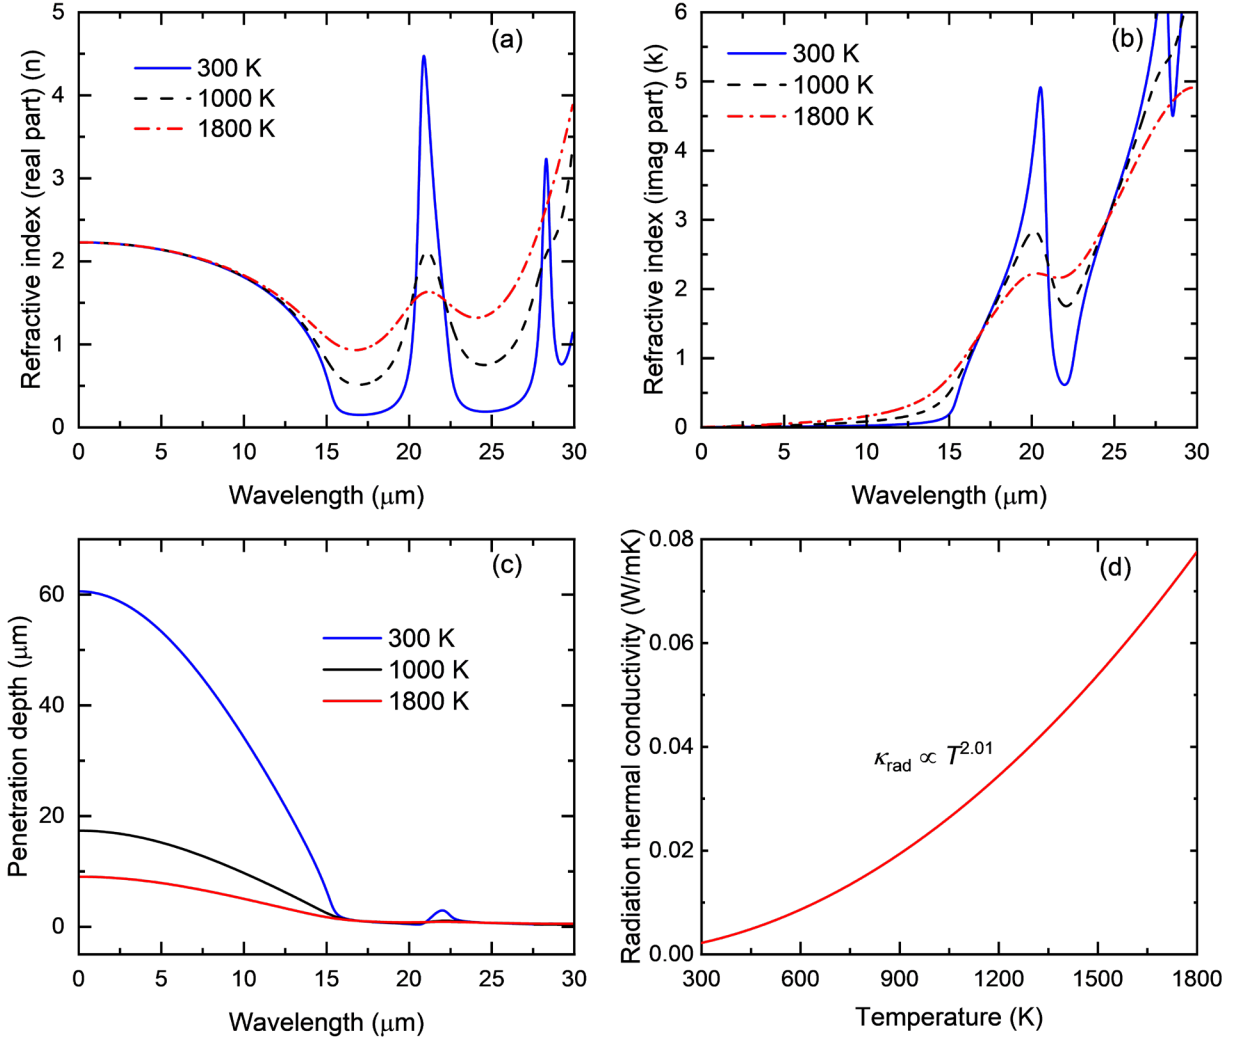 (a)
300 K
1000 K
1800 K
Refractive index (real part) (n)
5
4
3
2
1
0
0 5 10 15 20 25 30
Wavelength (μm)
(b)
300 K
1000 K
1800 K
Refractive index (imag part) (k)
6
5
4
3
2
1
0
0 5 10 15 20 25 30
Wavelength (μm)
(c)
300 K
1000 K
1800 K
Penetration depth (μm)
60
40
20
0
0 5 10 15 20 25 30
Wavelength (μm)
(d)
κrad ∝ T^2.01
Radiation thermal conductivity (W/mK)
0.08
0.06
0.04
0.02
0.00
300 600 900 1200 1500 1800
Temperature (K)